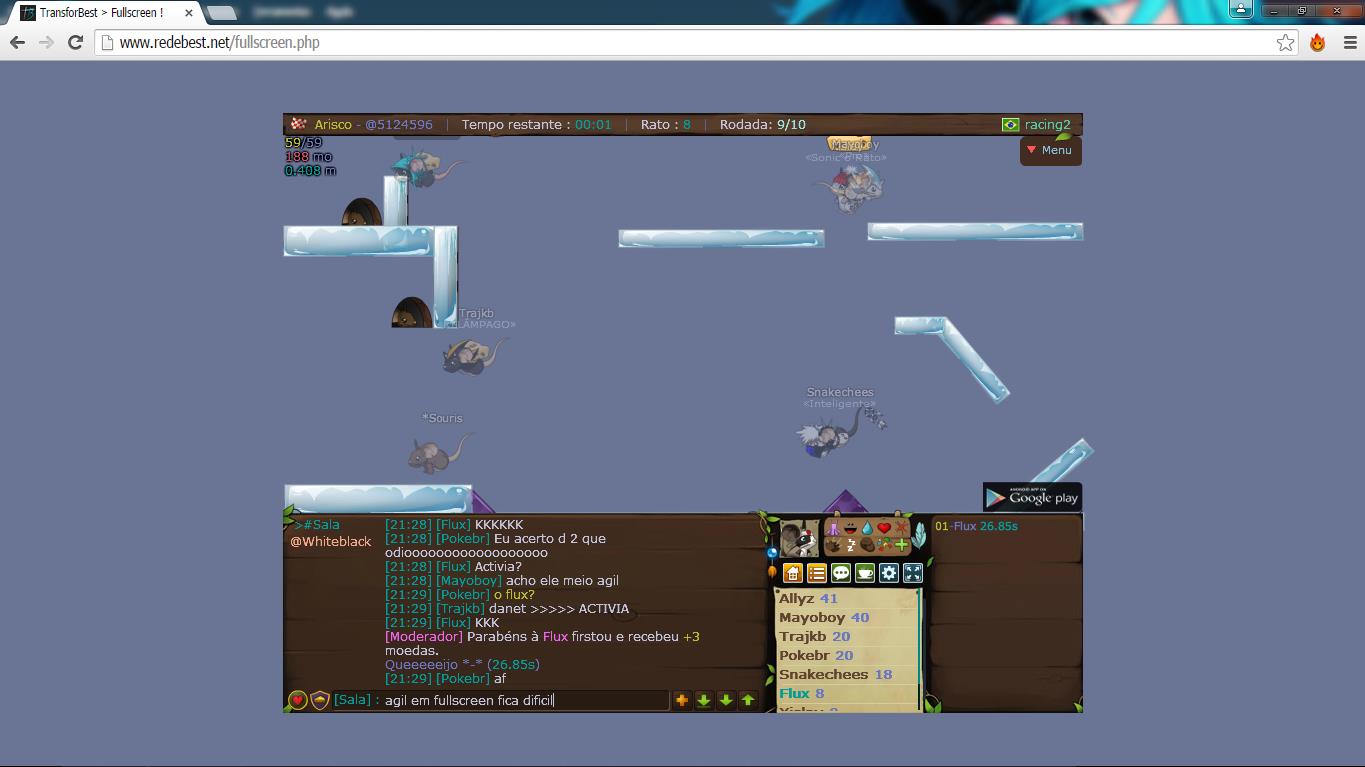 TransforBest > Fullscreen !
www.redebest.net/fullscreen.php
Arisco - @5124596 | Tempo restante : 00:01 | Rato : 8 | Rodada: 9/10
racing2
59/59
188 mo
0.408 m
Menu
Mayoboy
«Sonic o Rato»
Trajkb
Snakechees
«Inteligente»
*Souris
ANDROID APP ON
Google play
>#Sala
@Whiteblack
[21:28] [Flux] KKKKKK
[21:28] [Pokebr] Eu acerto d 2 que
odiooooooooooooooooooo
[21:28] [Flux] Activia?
[21:28] [Mayoboy] acho ele meio agil
[21:29] [Pokebr] o flux?
[21:29] [Trajkb] danet >>>>> ACTIVIA
[21:29] [Flux] KKK
[Moderador] Parabéns à Flux firstou e recebeu +3
moedas.
Queeeeeijo *-* (26.85s)
[21:29] [Pokebr] af
[Sala] : agil em fullscreen fica dificil
Allyz 41
Mayoboy 40
Trajkb 20
Pokebr 20
Snakechees 18
Flux 8
01-Flux 26.85s